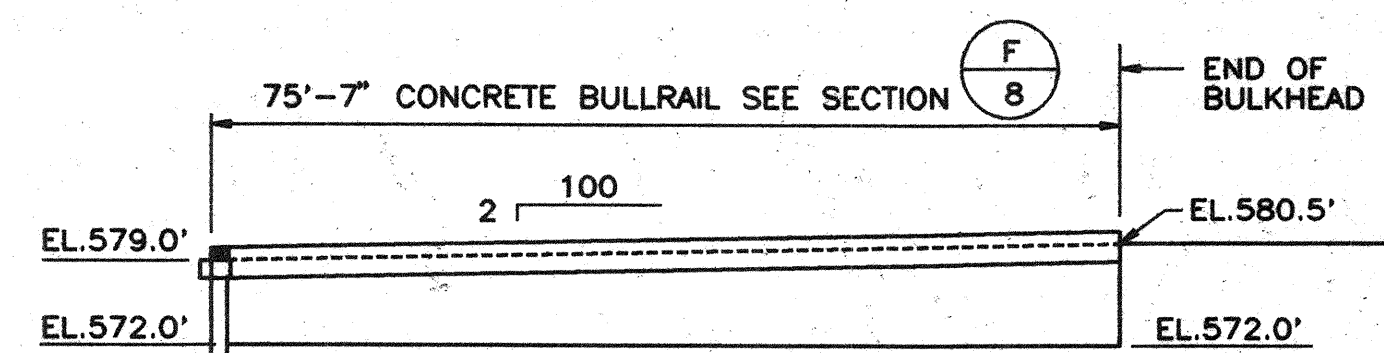 F
8
75'-7" CONCRETE BULLRAIL SEE SECTION
END OF
BULKHEAD
100
2
EL.580.5'
EL.579.0'
EL.572.0'
EL.572.0'